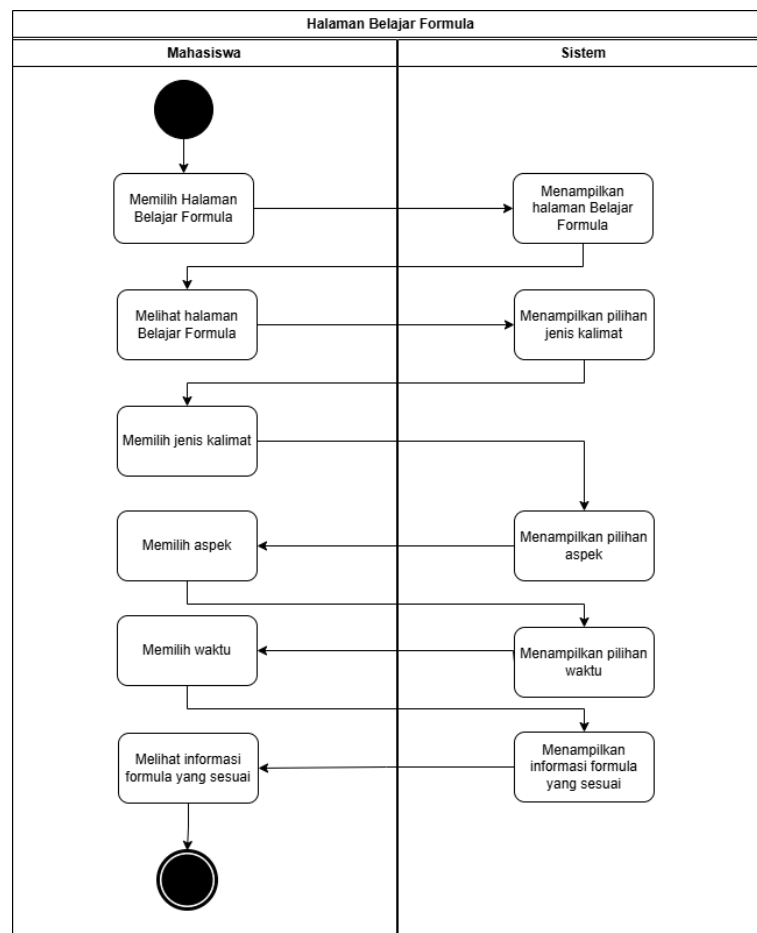 Halaman Belajar Formula
Mahasiswa
Sistem
Memilih Halaman
Belajar Formula
Menampilkan
halaman Belajar
Formula
Melihat halaman
Belajar Formula
Menampilkan pilihan
jenis kalimat
Memilih jenis kalimat
Menampilkan pilihan
aspek
Memilih aspek
Menampilkan pilihan
waktu
Memilih waktu
Menampilkan
informasi formula
yang sesuai
Melihat informasi
formula yang sesuai